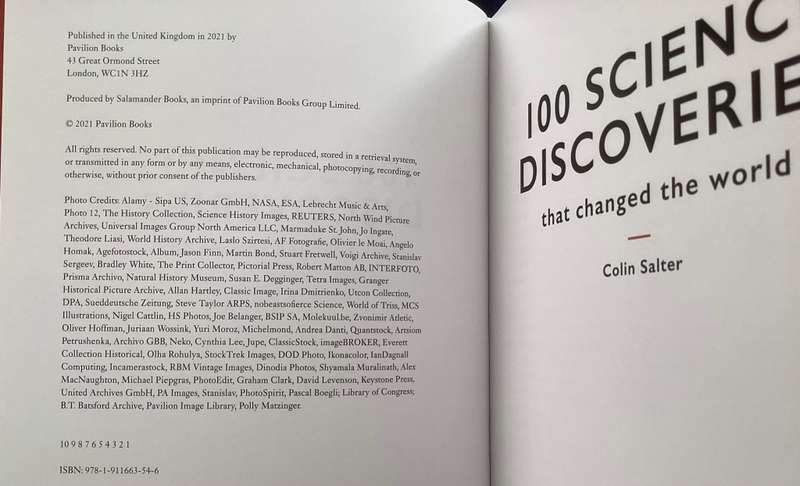 Published in the United Kingdom in 2021 by
Pavilion Books
43 Great Ormond Street
London, WC1N 3HZ
Produced by Salamander Books, an imprint of Pavilion Books Group Limited.
© 2021 Pavilion Books
All rights reserved. No part of this publication may be reproduced, stored in a retrieval system,
or transmitted in any form or by any means, electronic, mechanical, photocopying, recording, or
otherwise, without prior consent of the publishers.
Photo Credits: Alamy - Sipa US, Zoonar GmbH, NASA, ESA, Lebrecht Music & Arts,
Photo 12, The History Collection, Science History Images, REUTERS, North Wind Picture
Archives, Universal Images Group North America LLC, Marmaduke St. John, Jo Ingate,
Theodore Liasi, World History Archive, Laslo Szirtesi, AF Fotografie, Olivier le Moai, Angelo
Homak, Agefotostock, Album, Jason Finn, Martin Bond, Stuart Fretwell, Voigi Archive, Stanislav
Sergeev, Bradley White, The Print Collector, Pictorial Press, Robert Matton AB, INTERFOTO,
Prisma Archivo, Natural History Museum, Susan E. Degginger, Tetra Images, Granger
Historical Picture Archive, Allan Hartley, Classic Image, Irina Dmitrienko, Utcon Collection,
DPA, Sueddeutsche Zeitung, Steve Taylor ARPS, nobeastsofierce Science, World of Triss, MCS
Illustrations, Nigel Cattlin, HS Photos, Joe Belanger, BSIP SA, Molekuul.be, Zvonimir Atletic,
Oliver Hoffman, Juriaan Wossink, Yuri Moroz, Michelmond, Andrea Danti, Quantstock, Artsiom
Petrushenka, Archivo GBB, Neko, Cynthia Lee, Jupe, ClassicStock, imageBROKER, Everett
Collection Historical, Olha Rohulya, StockTrek Images, DOD Photo, Ikonacolor, IanDagnall
Computing, Incamerastock, RBM Vintage Images, Dinodia Photos, Shyamala Muralinath, Alex
MacNaughton, Michael Piepgras, PhotoEdit, Graham Clark, David Levenson, Keystone Press,
United Archives GmbH, PA Images, Stanislav, PhotoSpirit, Pascal Boegli; Library of Congress;
B.T. Batsford Archive, Pavilion Image Library, Polly Matzinger.
10 9 8 7 6 5 4 3 2 1
ISBN: 978-1-911663-54-6
100 SCIENC
DISCOVERIE
that changed the world
Colin Salter